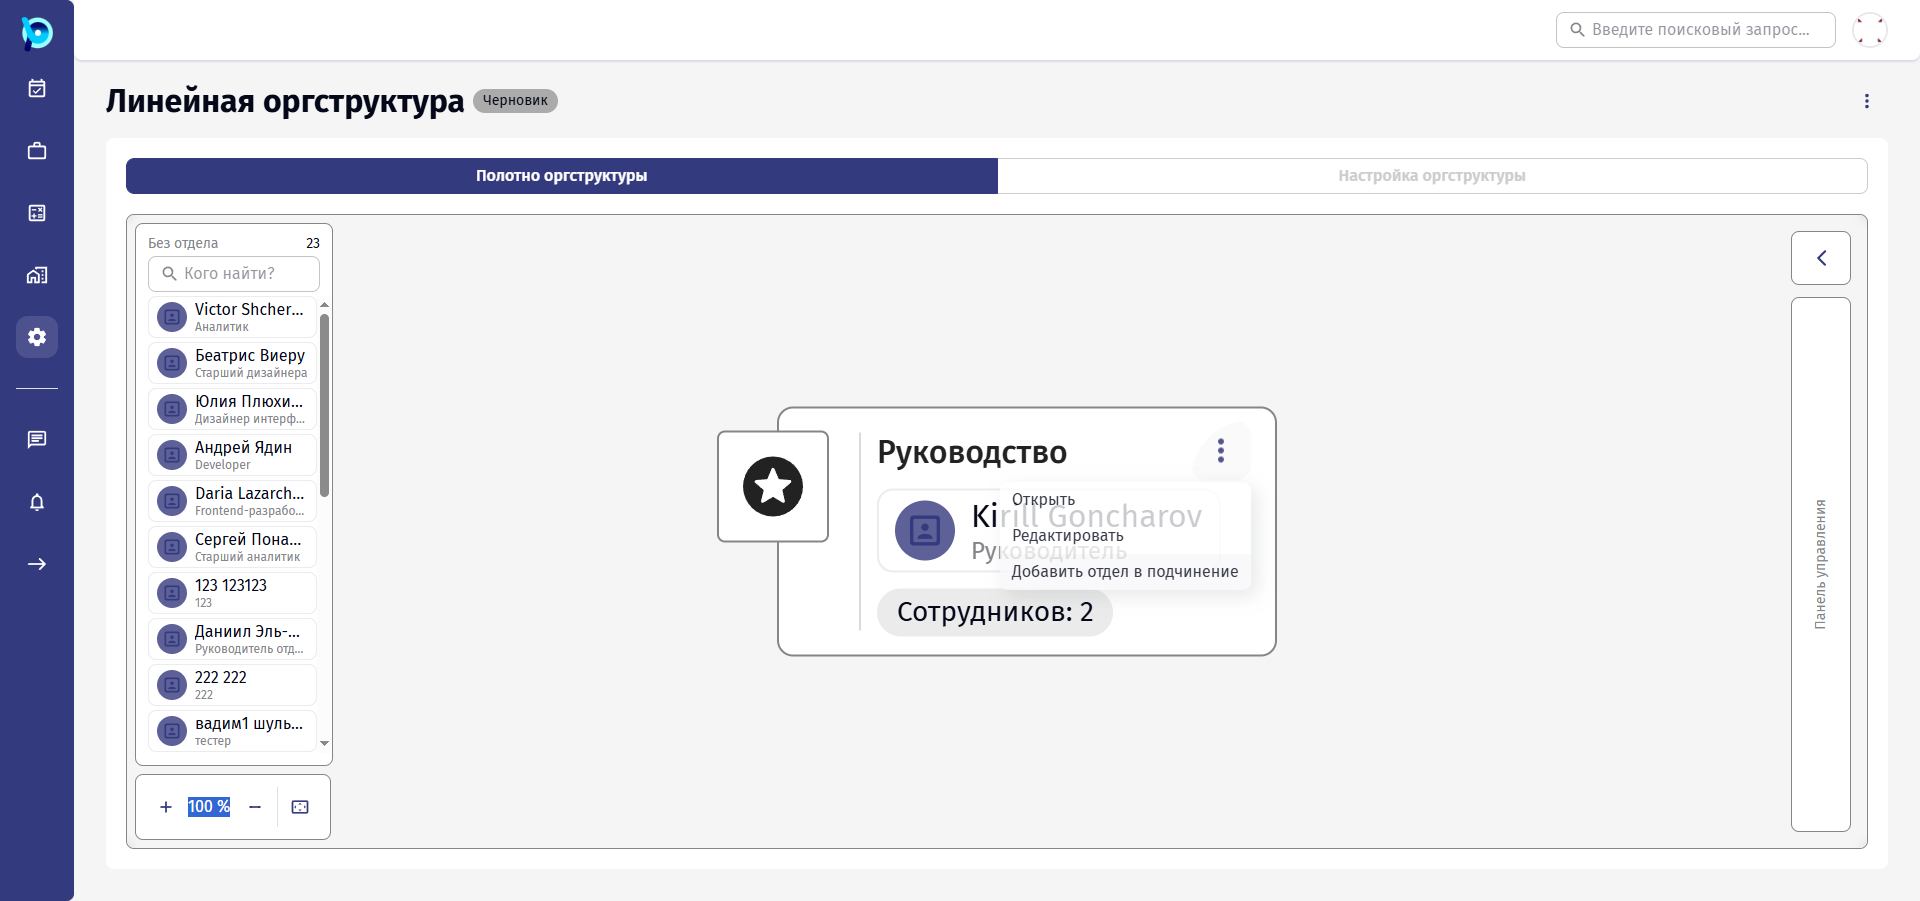 Введите поисковый запрос...
Линейная оргструктура
Черновик
Полотно оргструктуры
Настройка оргструктуры
Без отдела 23
Кого найти?
Victor Shcher...
Аналитик
Беатрис Виеру
Старший дизайнера
Юлия Плюхи...
Дизайнер интерф...
Андрей Ядин
Developer
Daria Lazarch...
Frontend-разрабо...
Сергей Пона...
Старший аналитик
123 123123
123
Даниил Эль-...
Руководитель отд...
222 222
222
вадим1 шуль...
тестер
100 %
Руководство
Kirill Goncharov
Руководитель
Сотрудников: 2
Открыть
Редактировать
Добавить отдел в подчинение
Панель управления